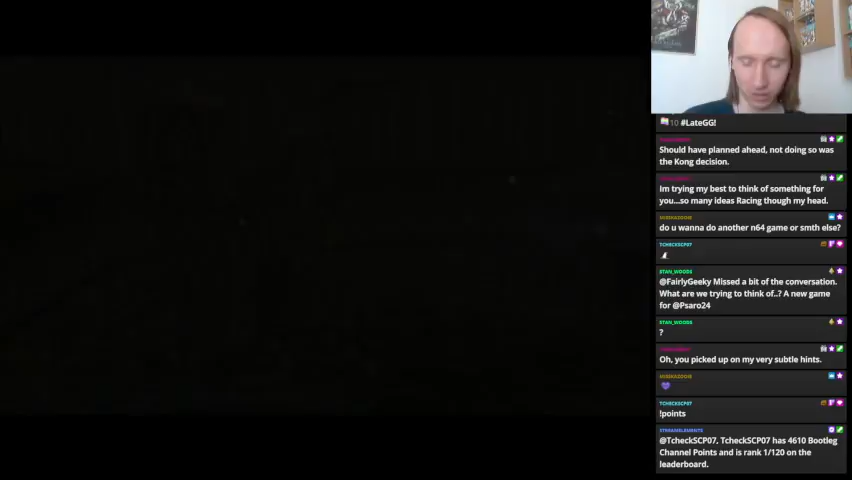 10 #LateGG!
Should have planned ahead, not doing so was
the Kong decision.
Im trying my best to think of something for
you...so many ideas Racing though my head.
do u wanna do another n64 game or smth else?
TCHECKSCP07
STAN_WOODS
@FairlyGeeky Missed a bit of the conversation.
What are we trying to think of..? A new game
for @Psaro24
STAN_WOODS
?
Oh, you picked up on my very subtle hints.
TCHECKSCP07
!points
@TcheckSCP07, TcheckSCP07 has 4610 Bootleg
Channel Points and is rank 1/120 on the
leaderboard.